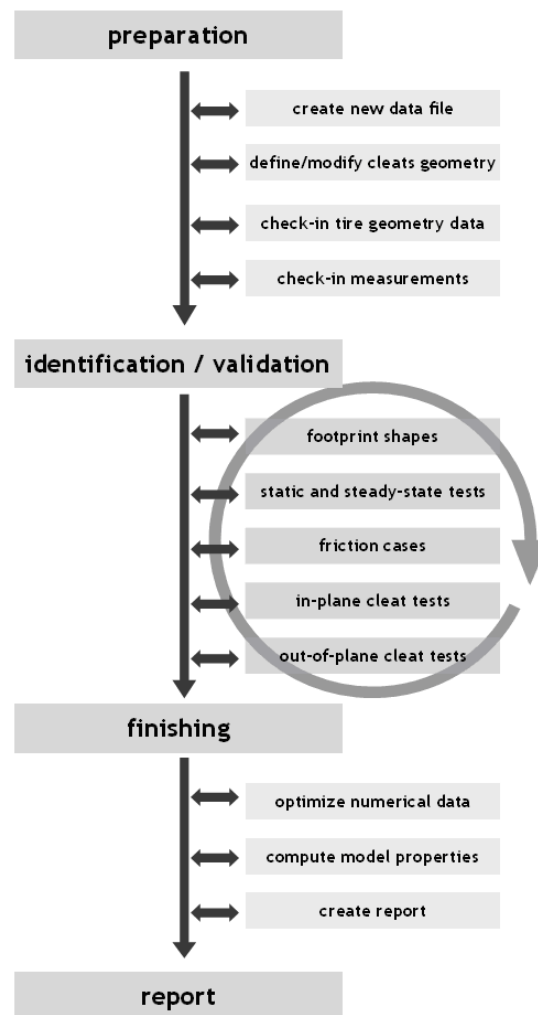 preparation
create new data file
define/modify cleats geometry
check-in tire geometry data
check-in measurements
identification / validation
footprint shapes
static and steady-state tests
friction cases
in-plane cleat tests
out-of-plane cleat tests
finishing
optimize numerical data
compute model properties
create report
report